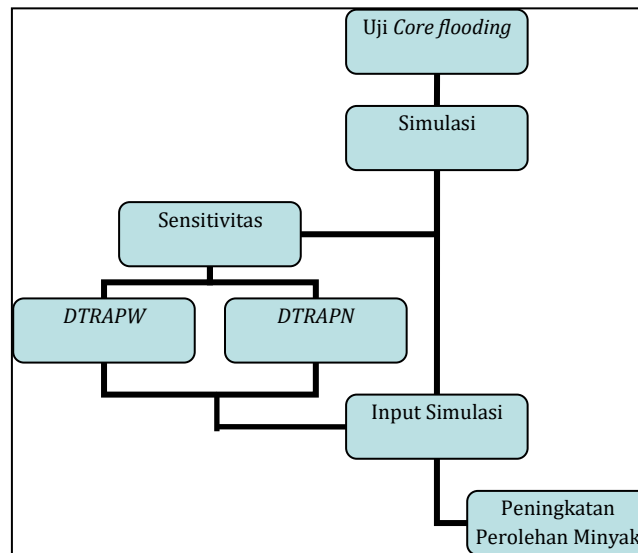 Uji Core flooding
Simulasi
Sensitivitas
DTRAPW
DTRAPN
Input Simulasi
Peningkatan
Perolehan Minyak